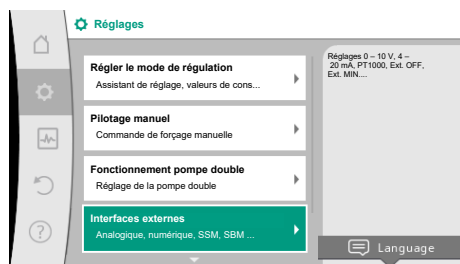 Réglages
Régler le mode de régulation
Assistant de réglage, valeurs de cons...
Pilotage manuel
Commande de forçage manuelle
Fonctionnement pompe double
Réglage de la pompe double
Interfaces externes
Analogique, numérique, SSM, SBM ...
Réglages 0 – 10 V, 4 –
20 mA, PT1000, Ext. OFF,
Ext. MIN....
Language